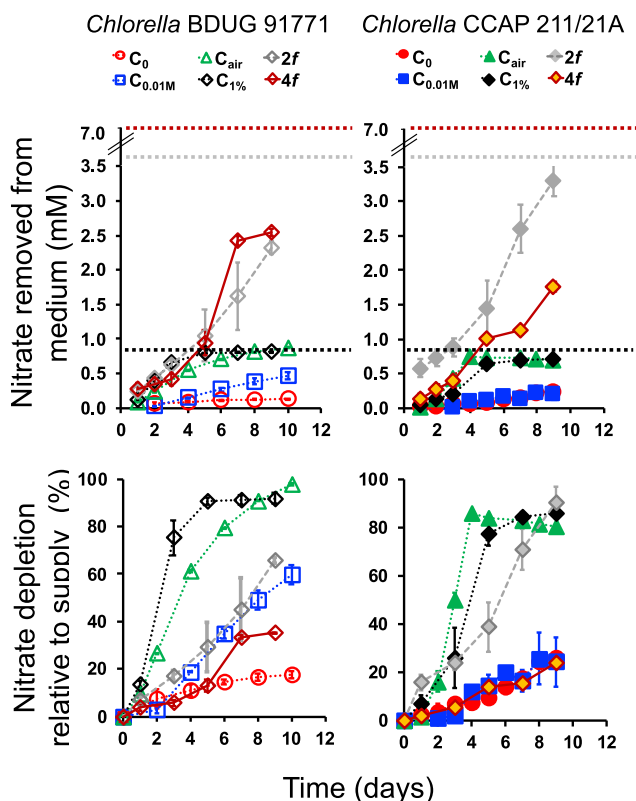 Chlorella BDUG 91771 Chlorella CCAP 211/21A
C0 Cair 2f C0 Cair 2f
C0.01M C1% 4f C0.01M C1% 4f
Nitrate removed from
medium (mM)
7.0 7.0
3.5 3.5
3.0 3.0
2.5 2.5
2.0 2.0
1.5 1.5
1.0 1.0
0.5 0.5
0.0 0.0
0 2 4 6 8 10 12 0 2 4 6 8 10 12
Nitrate depletion
relative to supply (%)
100 100
80 80
60 60
40 40
20 20
0 0
0 2 4 6 8 10 12 0 2 4 6 8 10 12
Time (days)